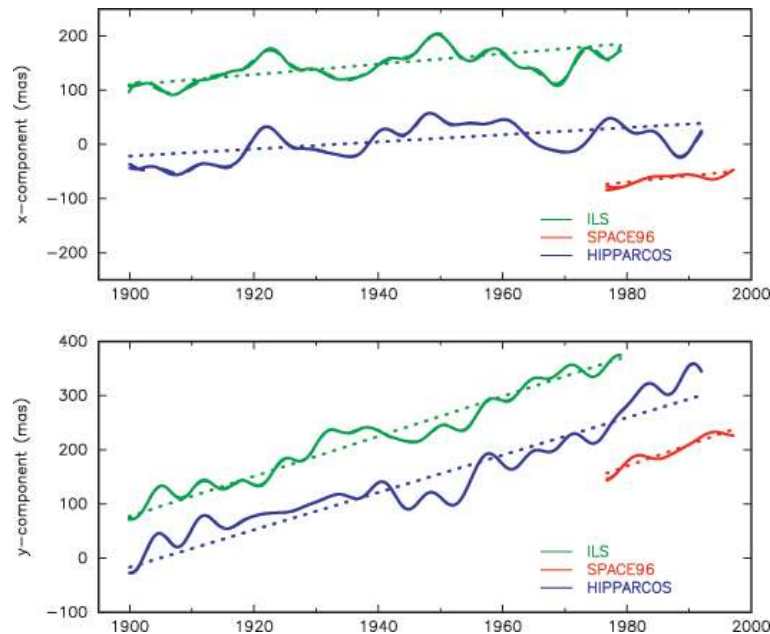 200
100
0
−100
−200
x-component (mas)
ILS
SPACE96
HIPPARCOS
1900 1920 1940 1960 1980 2000
400
300
200
100
0
−100
y-component (mas)
ILS
SPACE96
HIPPARCOS
1900 1920 1940 1960 1980 2000